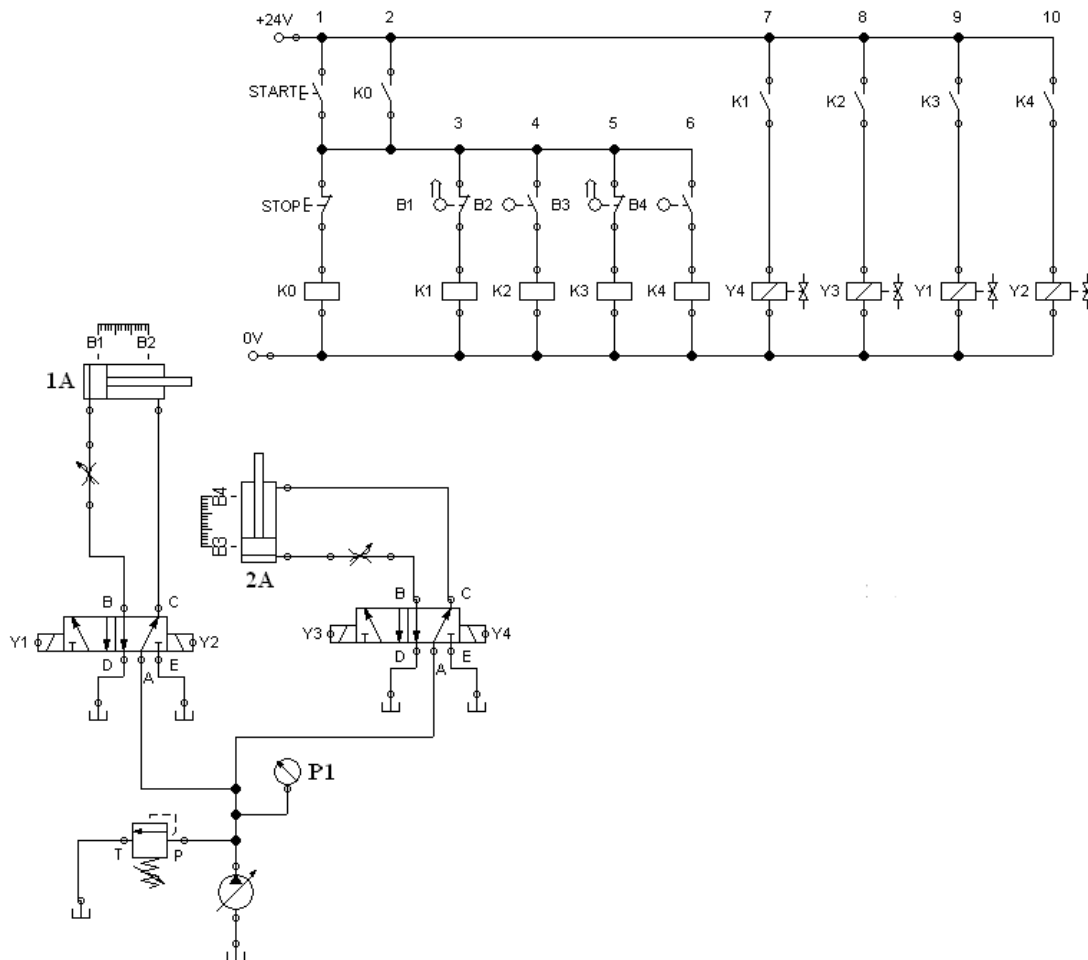 1 2 7 8 9 10
+24V
START K0 K1 K2 K3 K4
3 4 5 6
STOP B1 B2 B3 B4
K0 K1 K2 K3 K4 Y4 Y3 Y1 Y2
0V
B1 B2
1A
B4
B3
2A
B C
B C
Y1 Y2
Y3 Y4
D A E
D A E
P1
T P